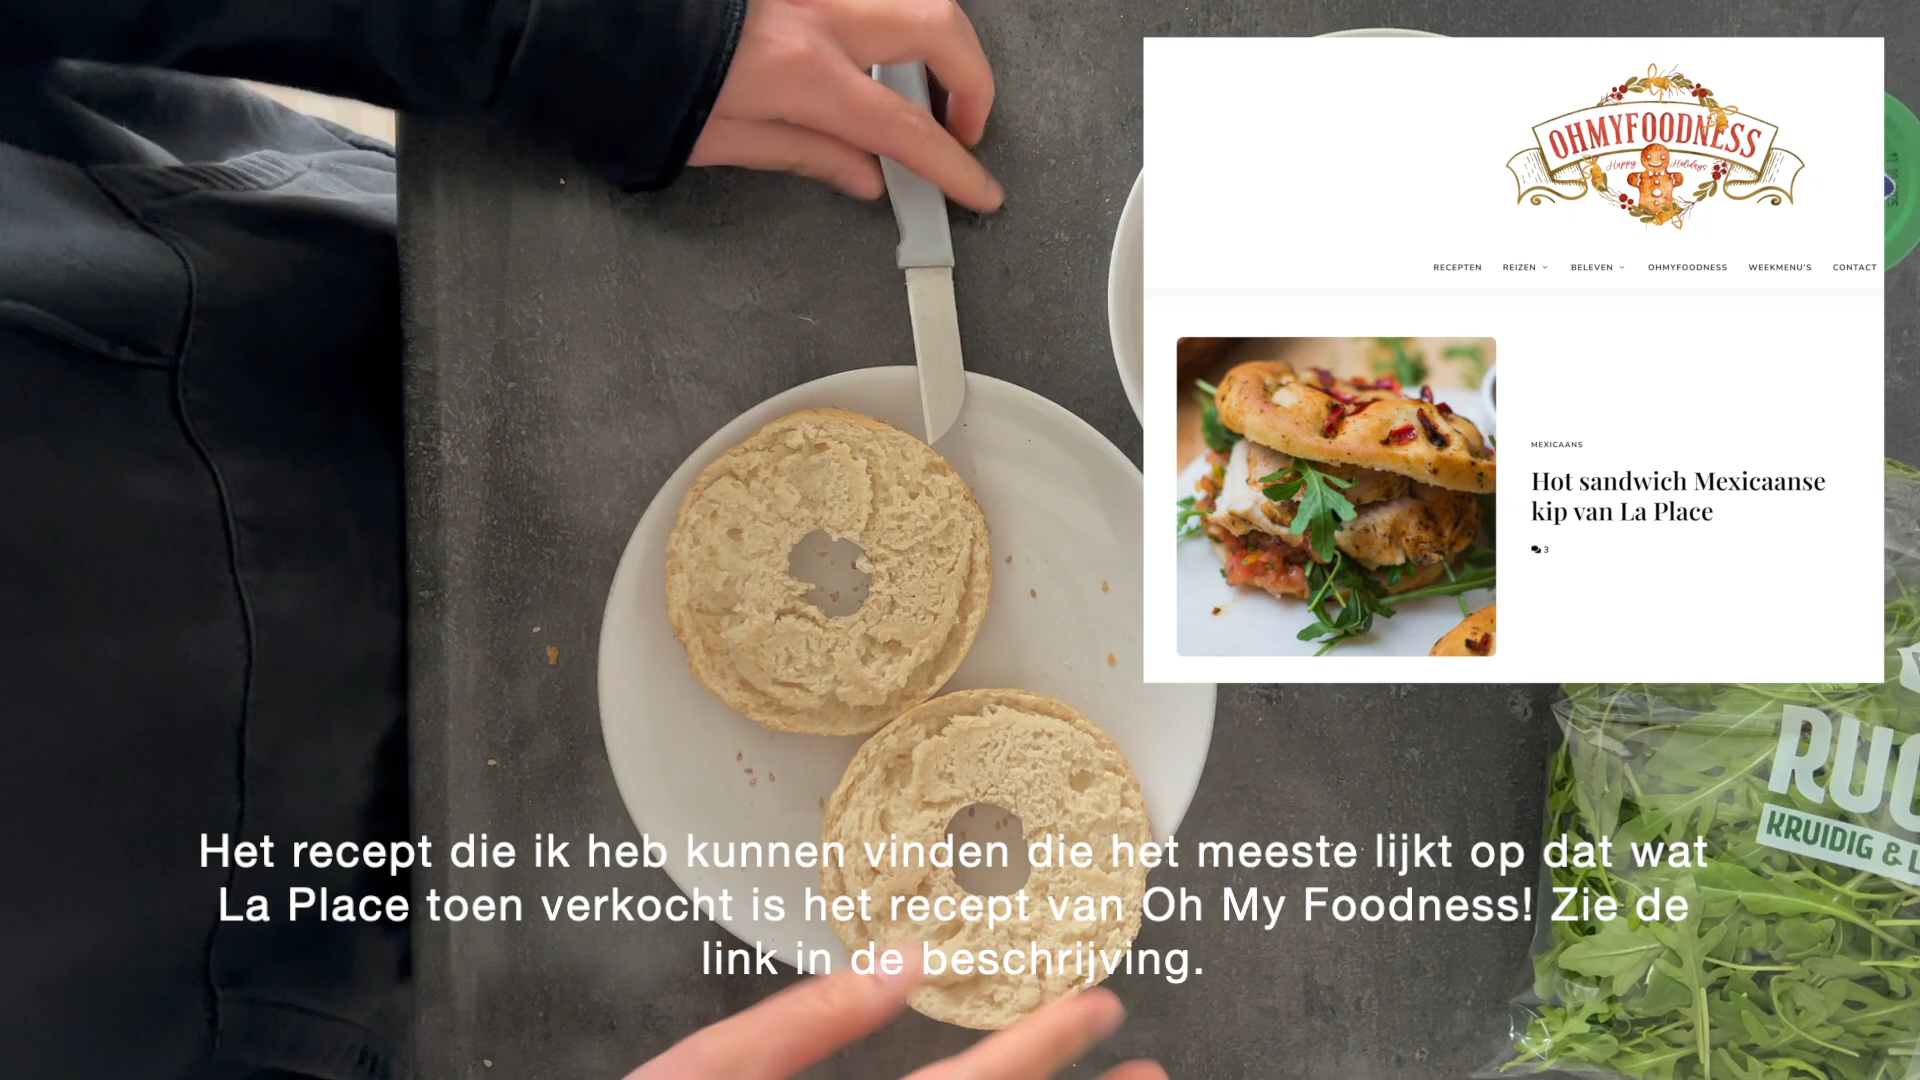 OHMYFOODNESS
Happy Holidays
RECEPTEN REIZEN BELEVEN OHMYFOODNESS WEEKMENU'S CONTACT
MEXICAANS
Hot sandwich Mexicaanse
kip van La Place
3
KRUIDIG &
Het recept die ik heb kunnen vinden die het meeste lijkt op dat wat
La Place toen verkocht is het recept van Oh My Foodness! Zie de
link in de beschrijving.